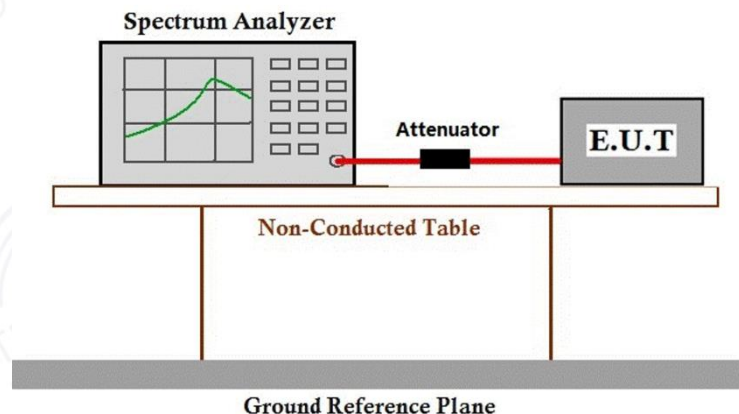 Spectrum Analyzer
Attenuator
E.U.T
Non-Conducted Table
Ground Reference Plane